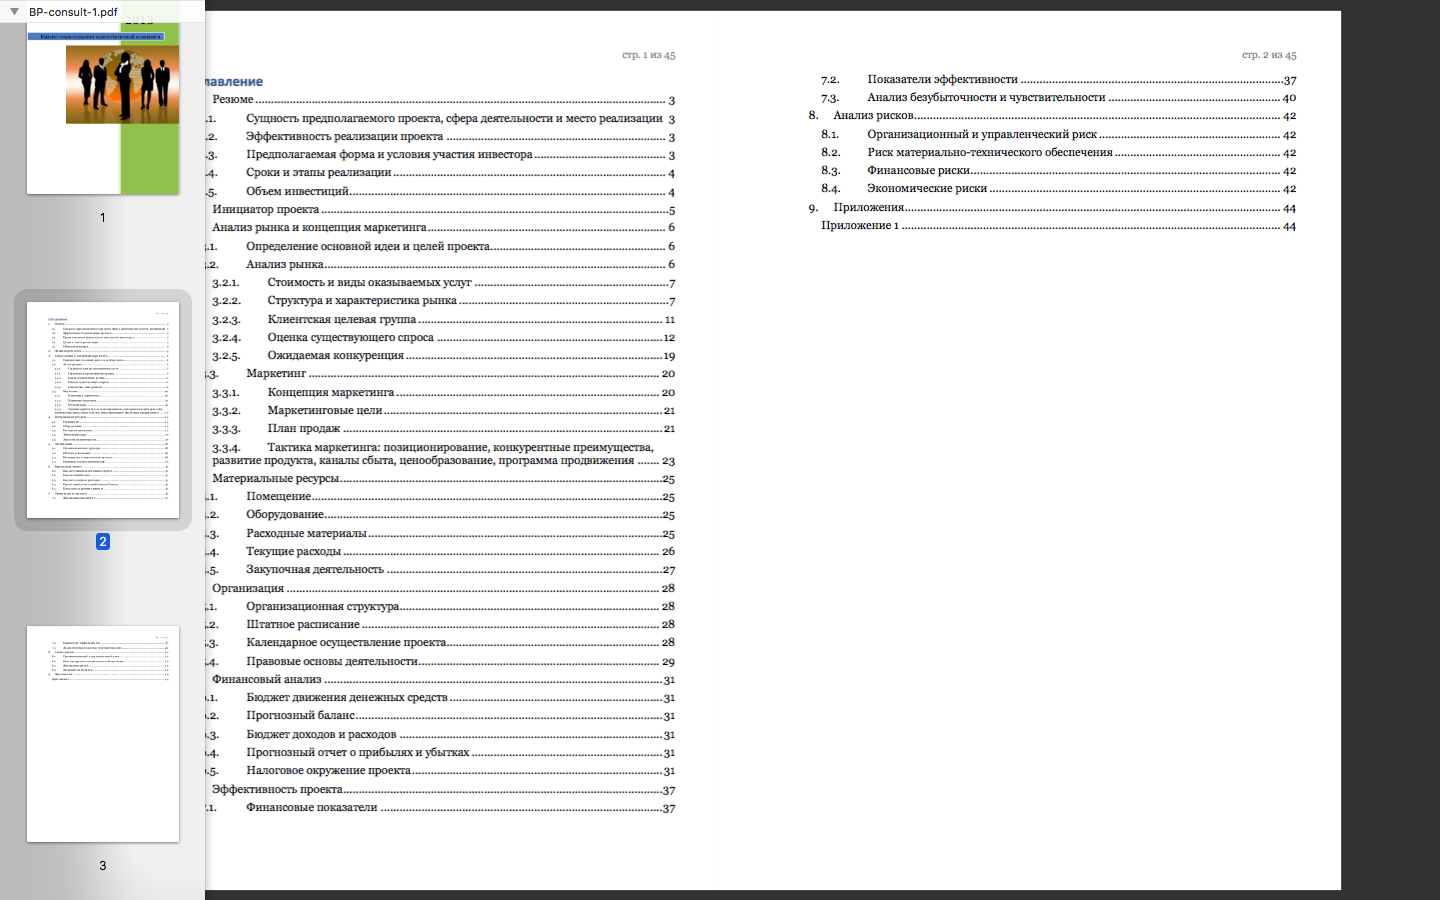 BP-consult-1.pdf
2013
1
2
3
стр. 1 из 45
лавление
Резюме 3
.1. Сущность предполагаемого проекта, сфера деятельности и место реализации 3
.2. Эффективность реализации проекта 3
.3. Предполагаемая форма и условия участия инвестора 3
.4. Сроки и этапы реализации 4
.5. Объем инвестиций 4
Инициатор проекта 5
Анализ рынка и концепция маркетинга 6
.1. Определение основной идеи и целей проекта 6
.2. Анализ рынка 6
3.2.1. Стоимость и виды оказываемых услуг 7
3.2.2. Структура и характеристика рынка 7
3.2.3. Клиентская целевая группа 11
3.2.4. Оценка существующего спроса 12
3.2.5. Ожидаемая конкуренция 19
.3. Маркетинг 20
3.3.1. Концепция маркетинга 20
3.3.2. Маркетинговые цели 21
3.3.3. План продаж 21
3.3.4. Тактика маркетинга: позиционирование, конкурентные преимущества,
развитие продукта, каналы сбыта, ценообразование, программа продвижения 23
Материальные ресурсы 25
.1. Помещение 25
.2. Оборудование 25
.3. Расходные материалы 25
.4. Текущие расходы 26
.5. Закупочная деятельность 27
Организация 28
.1. Организационная структура 28
.2. Штатное расписание 28
.3. Календарное осуществление проекта 28
.4. Правовые основы деятельности 29
Финансовый анализ 31
.1. Бюджет движения денежных средств 31
.2. Прогнозный баланс 31
.3. Бюджет доходов и расходов 31
.4. Прогнозный отчет о прибылях и убытках 31
.5. Налоговое окружение проекта 31
Эффективность проекта 37
.1. Финансовые показатели 37
стр. 2 из 45
7.2. Показатели эффективности 37
7.3. Анализ безубыточности и чувствительности 40
8. Анализ рисков 42
8.1. Организационный и управленческий риск 42
8.2. Риск материально-технического обеспечения 42
8.3. Финансовые риски 42
8.4. Экономические риски 42
9. Приложения 44
Приложение 1 44